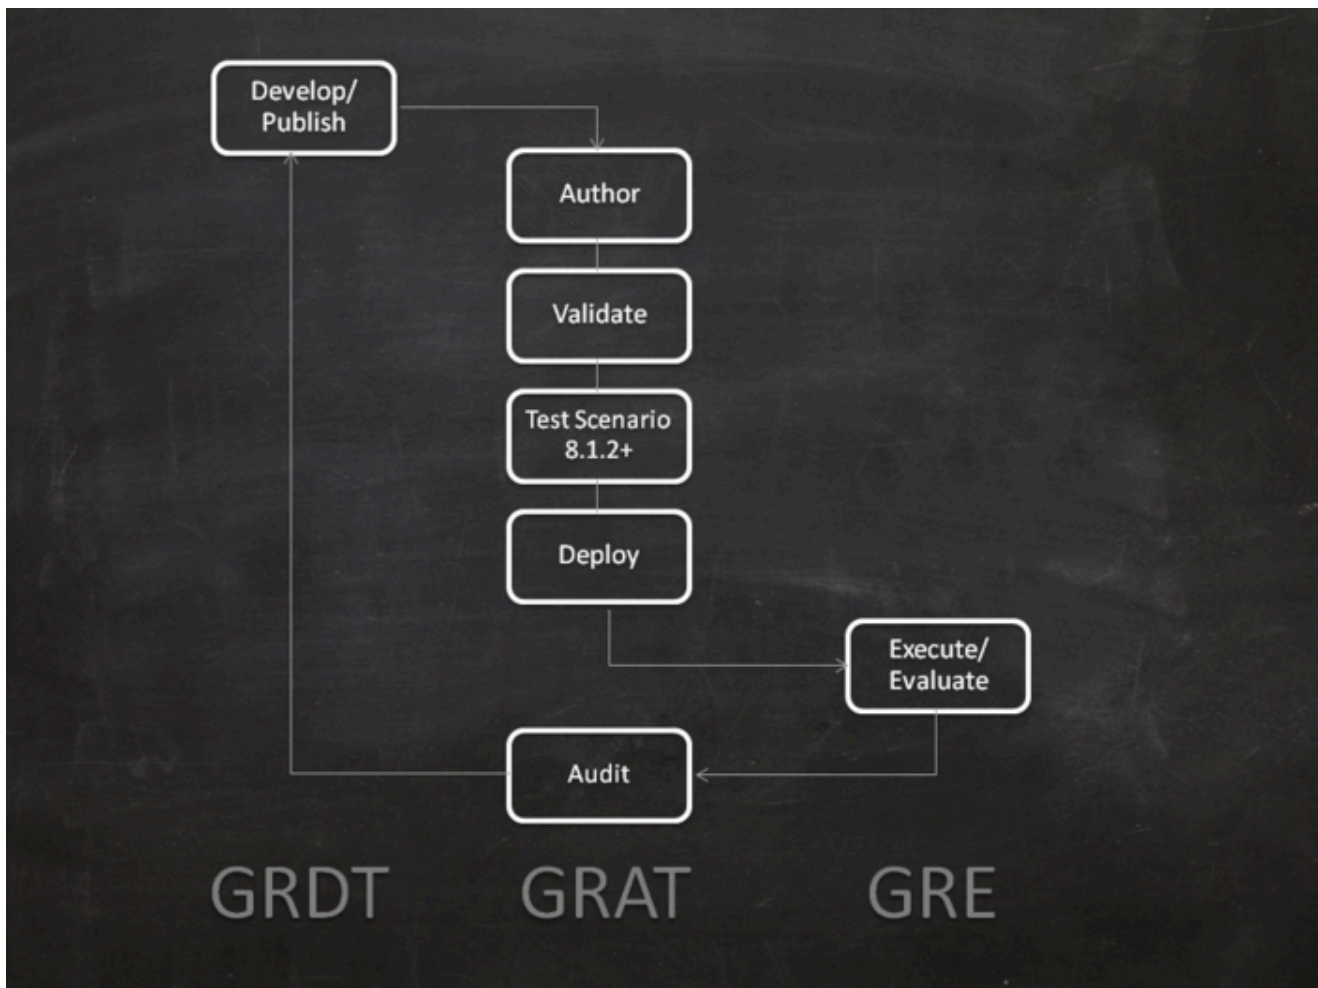 Develop/
Publish
Author
Validate
Test Scenario
8.1.2+
Deploy
Execute/
Evaluate
Audit
GRDT
GRAT
GRE